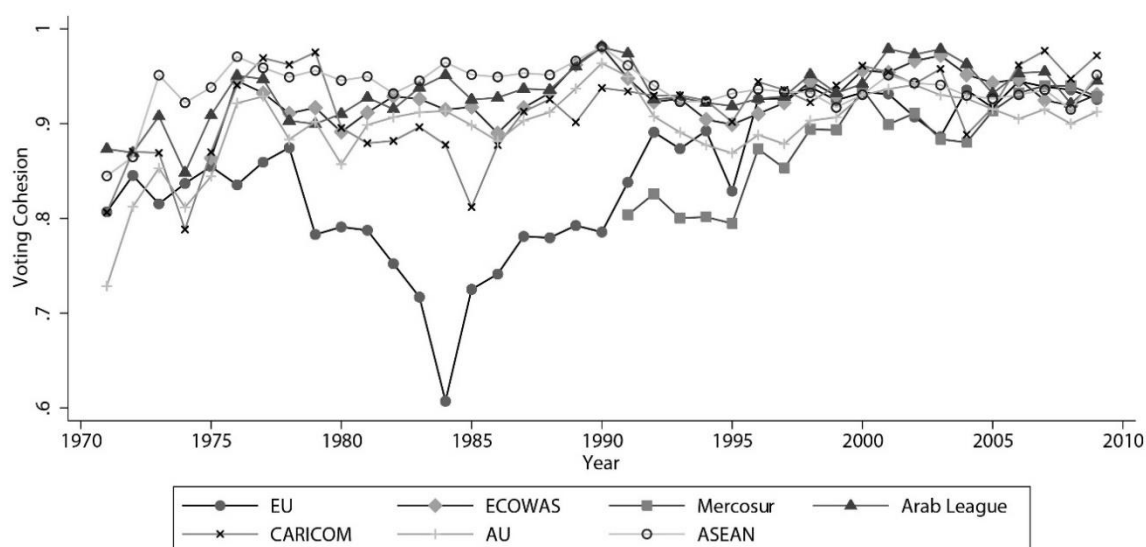 1
.9
.8
.7
.6
Voting Cohesion
1970 1975 1980 1985 1990 1995 2000 2005 2010
Year
EU ECOWAS Mercosur Arab League
CARICOM AU ASEAN